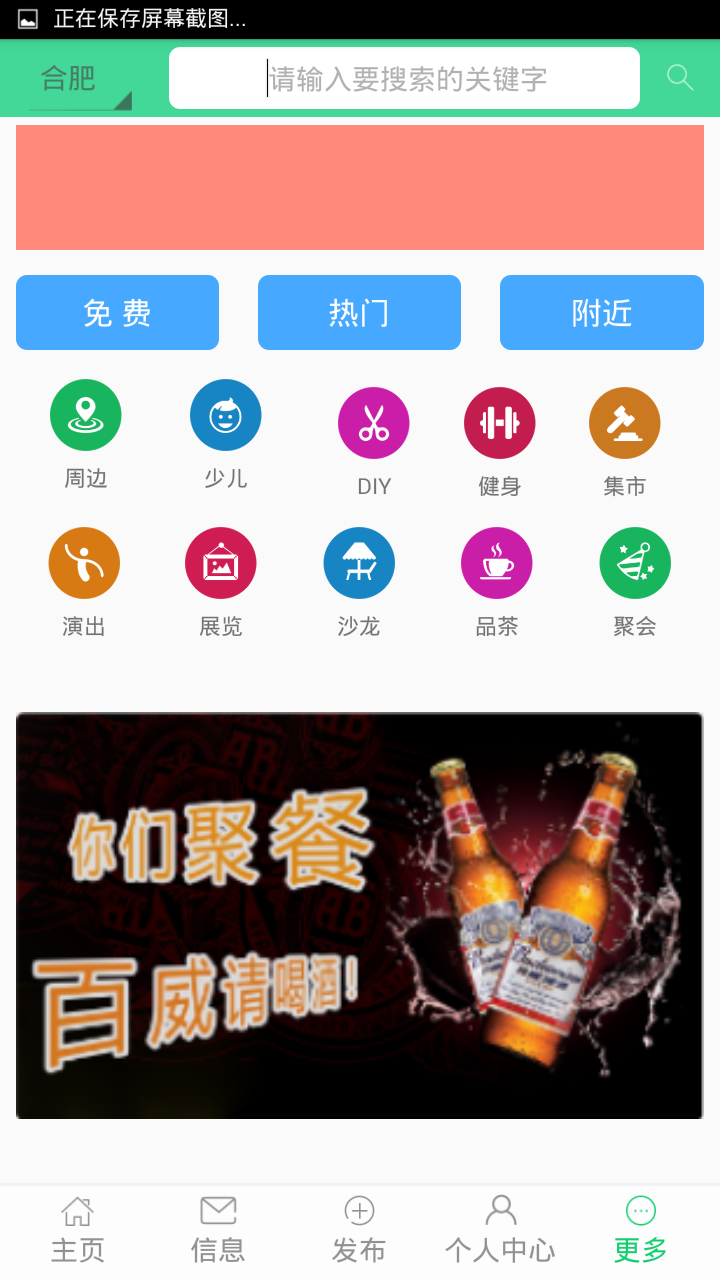 正在保存屏幕截图...
合肥
请输入要搜索的关键字
免 费
热门
附近
周边
少儿
DIY
健身
集市
演出
展览
沙龙
品茶
聚会
你们聚餐
百威请喝酒!
主页
信息
发布
个人中心
更多